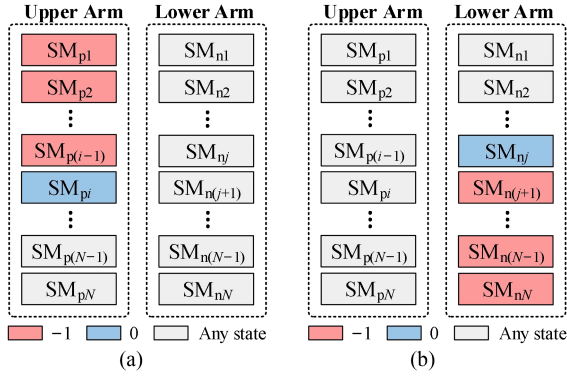 Upper Arm Lower Arm Upper Arm Lower Arm
SMp1 SMn1 SMp1 SMn1
SMp2 SMn2 SMp2 SMn2
SMp(i−1) SMnj SMp(i−1) SMnj
SMpi SMn(j+1) SMpi SMn(j+1)
SMp(N−1) SMn(N−1) SMp(N−1) SMn(N−1)
SMpN SMnN SMpN SMnN
−1 0 Any state −1 0 Any state
(a) (b)